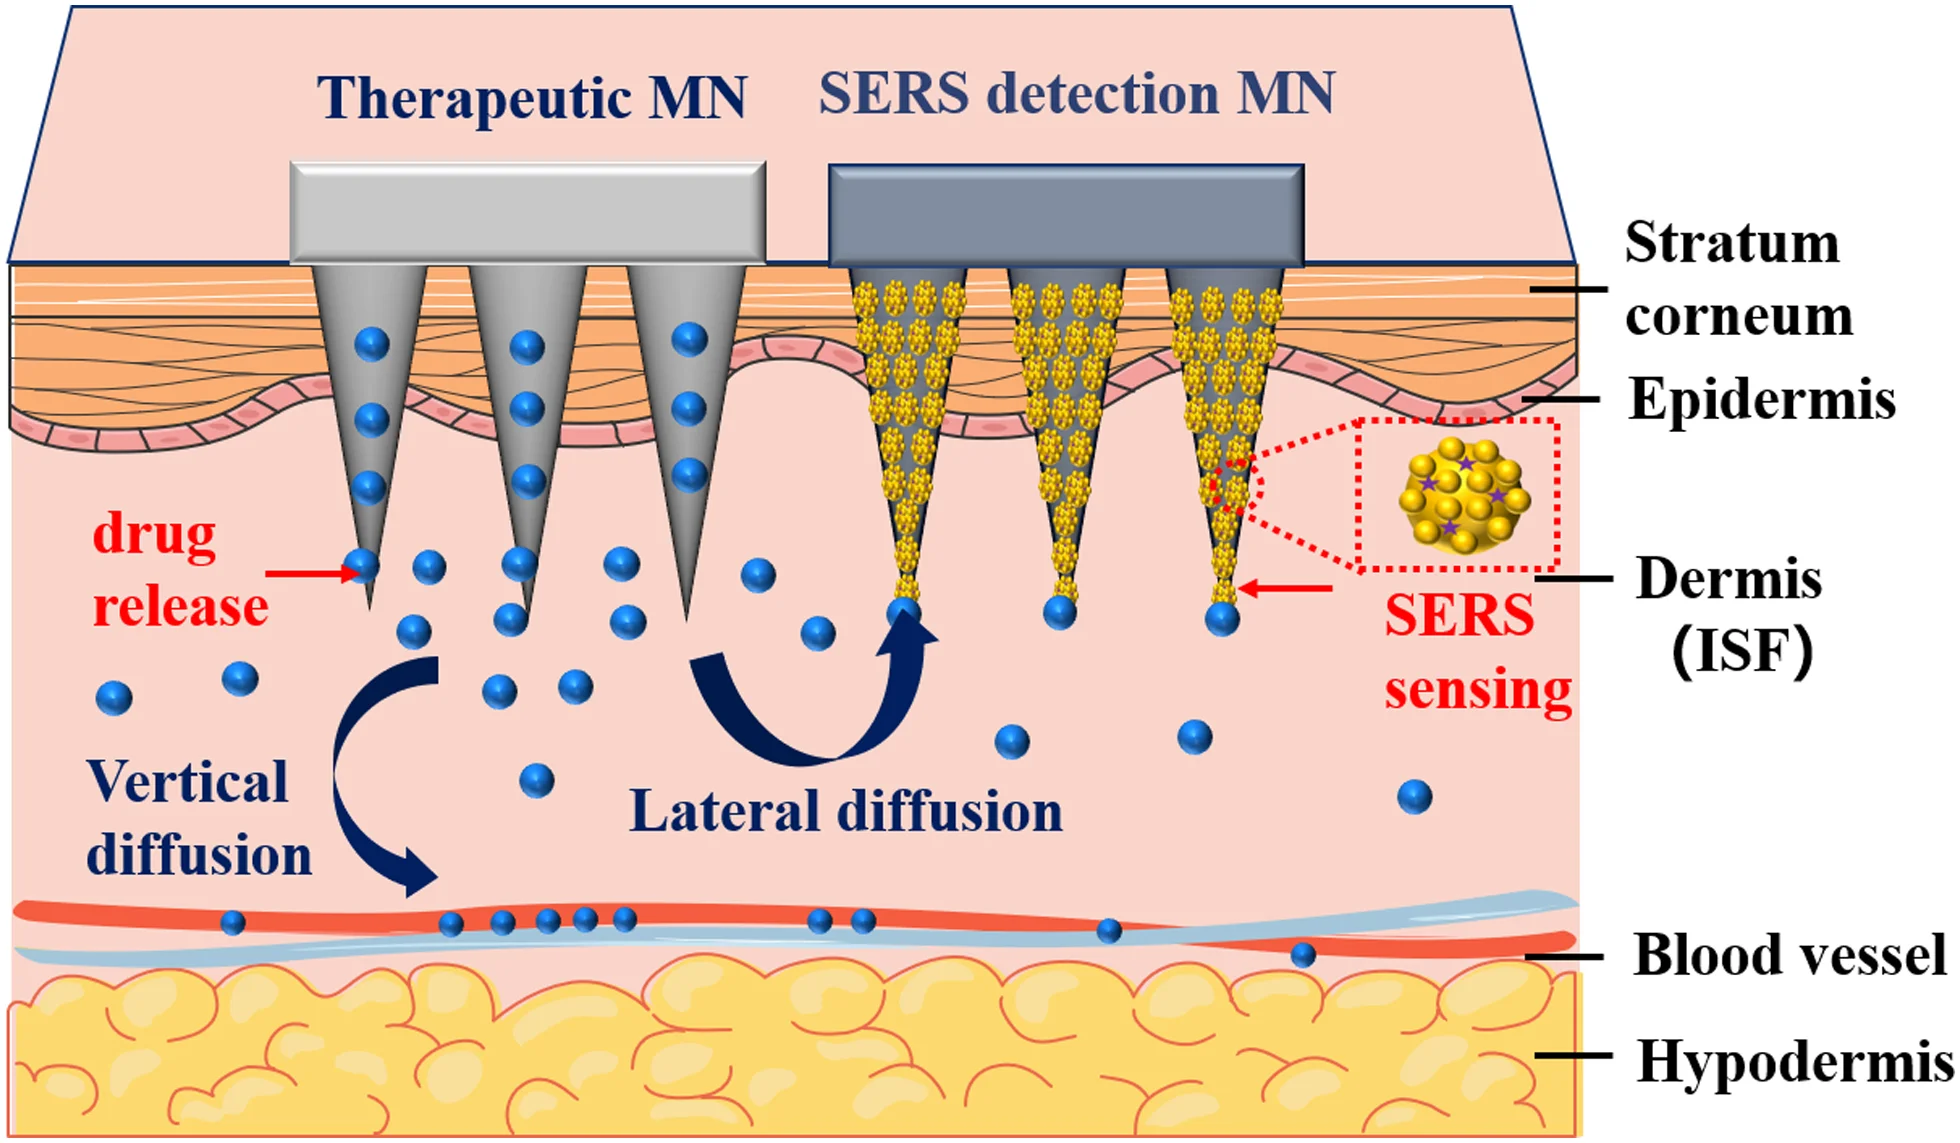 Therapeutic MN
SERS detection MN
Stratum
corneum
Epidermis
drug
release
Dermis
(ISF)
SERS
sensing
Vertical
diffusion
Lateral diffusion
Blood vessel
Hypodermis